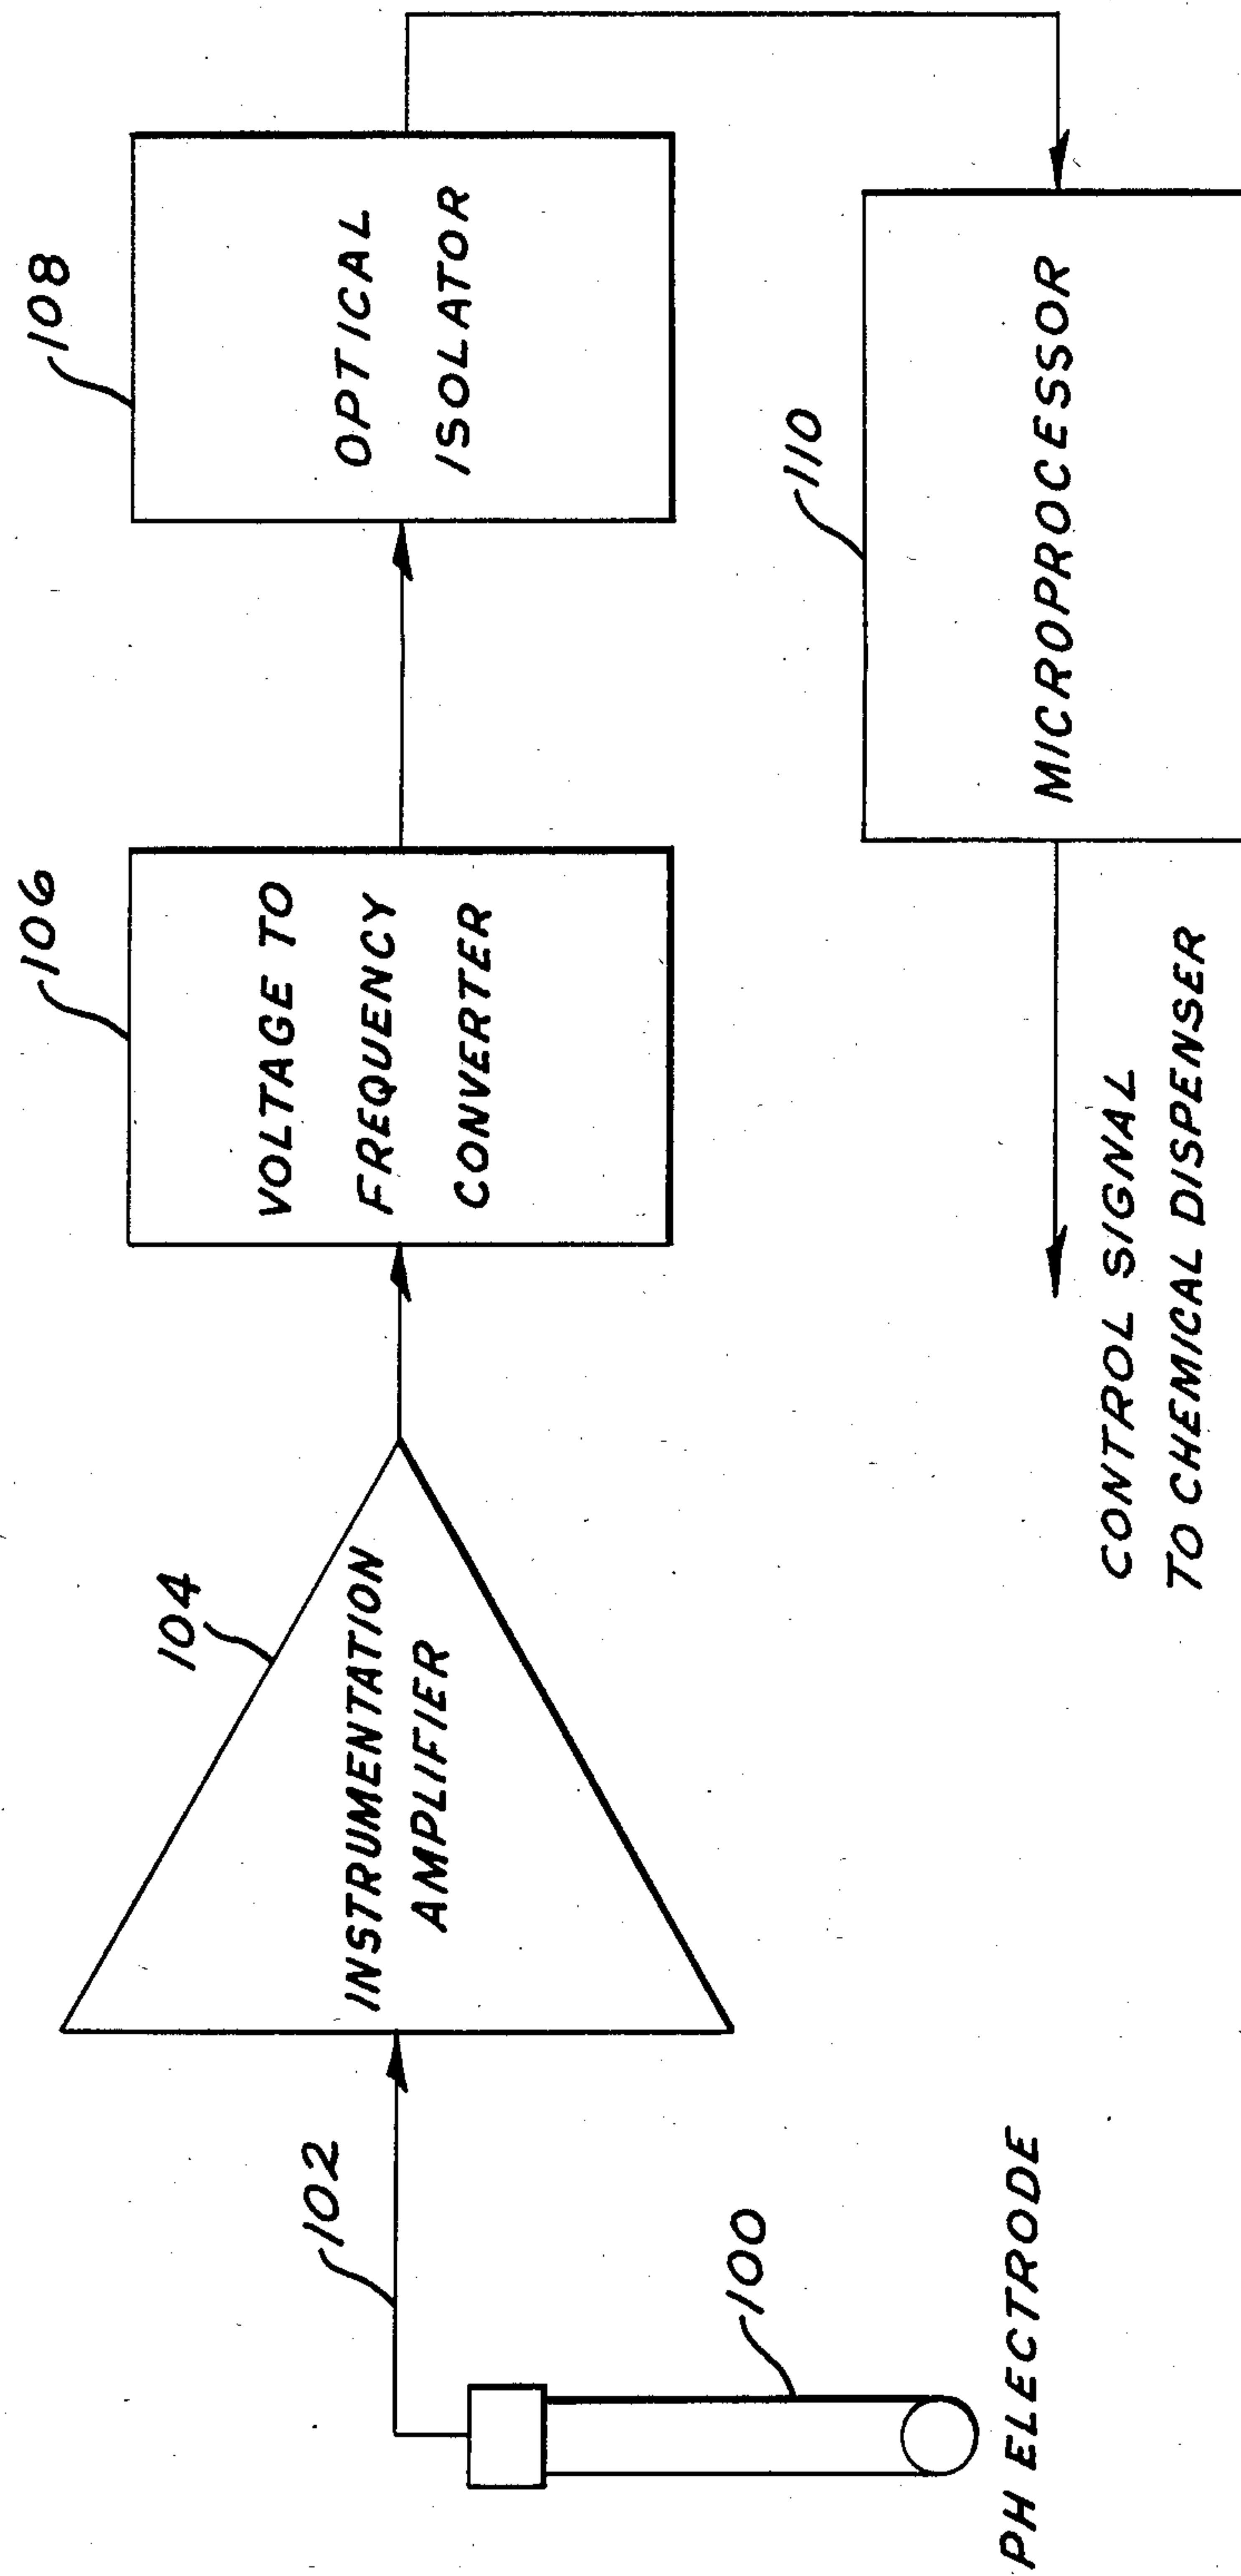 108
OPTICAL
ISOLATOR
106
VOLTAGE TO
FREQUENCY
CONVERTER
104
INSTRUMENTATION
AMPLIFIER
102
100
PH ELECTRODE
110
MICROPROCESSOR
CONTROL SIGNAL
TO CHEMICAL DISPENSER